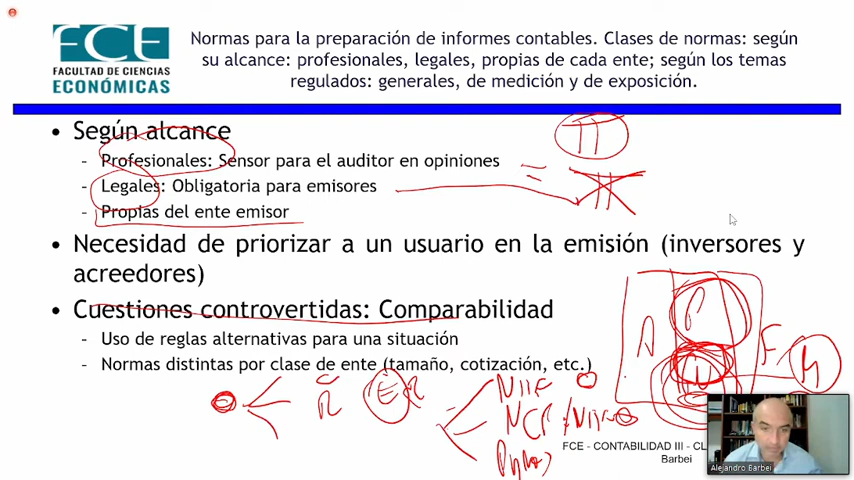 FCE
FACULTAD DE CIENCIAS
ECONÓMICAS
Normas para la preparación de informes contables. Clases de normas: según
su alcance: profesionales, legales, propias de cada ente; según los temas
regulados: generales, de medición y de exposición.
• Según alcance
– Profesionales: Sensor para el auditor en opiniones
– Legales: Obligatoria para emisores
– Propias del ente emisor
• Necesidad de priorizar a un usuario en la emisión (inversores y
acreedores)
• Cuestiones controvertidas: Comparabilidad
– Uso de reglas alternativas para una situación
– Normas distintas por clase de ente (tamaño, cotización, etc.)
NIIF
FCE - CONTABILIDAD III - CL
Barbei
Alejandro Barbei